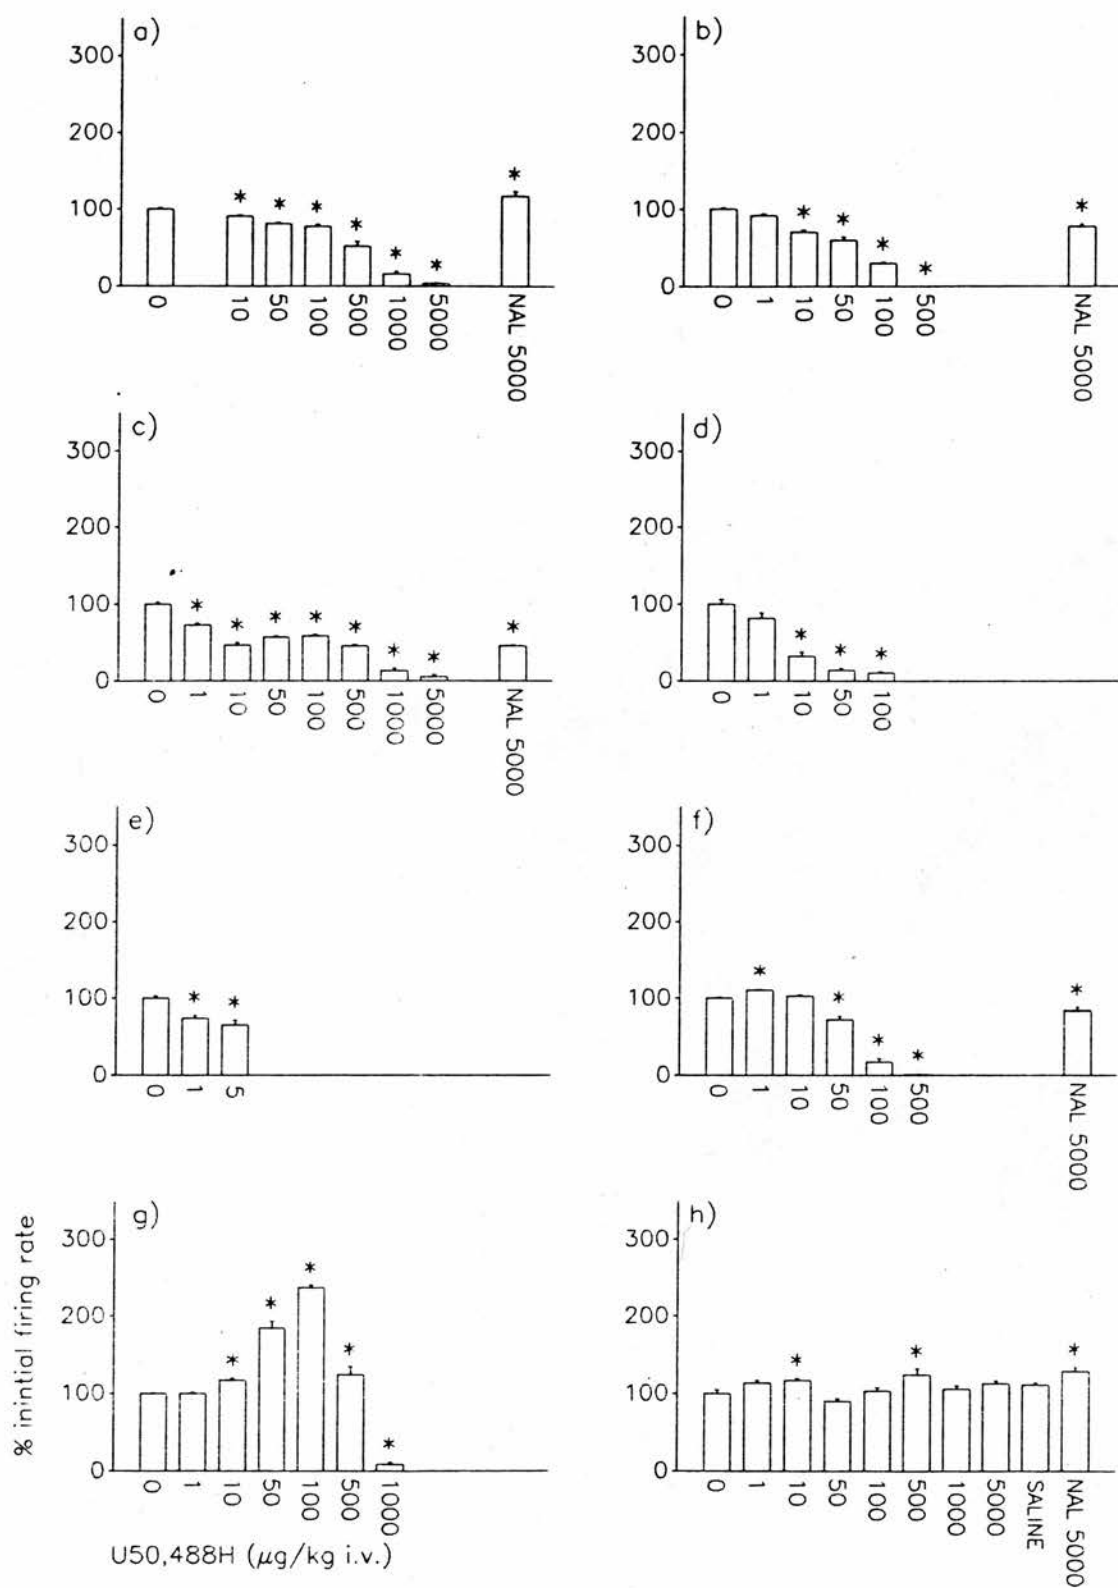 a)
300
200
100
0
* * * * * * *
0 10 50 100 500 1000 5000 NAL 5000
b)
300
200
100
0
* * * * *
0 1 10 50 100 500 NAL 5000
c)
300
200
100
0
* * * * * * * *
0 1 10 50 100 500 1000 5000 NAL 5000
d)
300
200
100
0
* * *
0 1 10 50 100
e)
300
200
100
0
* *
0 1 5
f)
300
200
100
0
* * * * *
0 1 10 50 100 500 NAL 5000
g)
300
200
100
0
* * * * *
0 1 10 50 100 500 1000
h)
300
200
100
0
* * *
0 1 10 50 100 500 1000 5000 SALINE NAL 5000
% inintial firing rate
U50,488H (μg/kg i.v.)